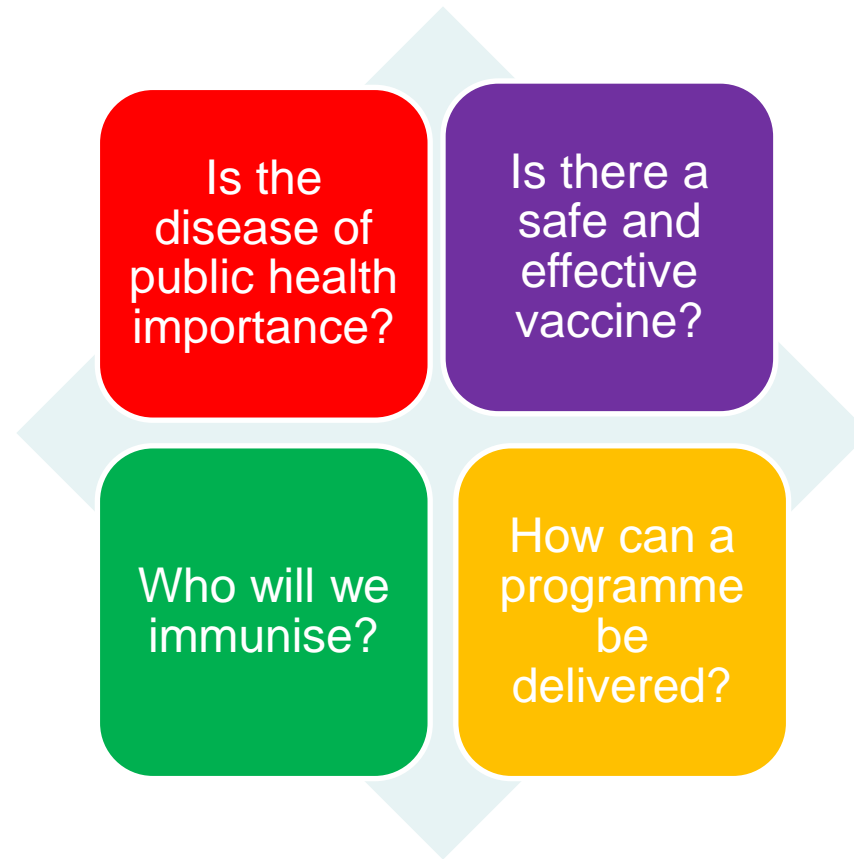 Is the
disease of
public health
importance?
Is there a
safe and
effective
vaccine?
Who will we
immunise?
How can a
programme
be
delivered?